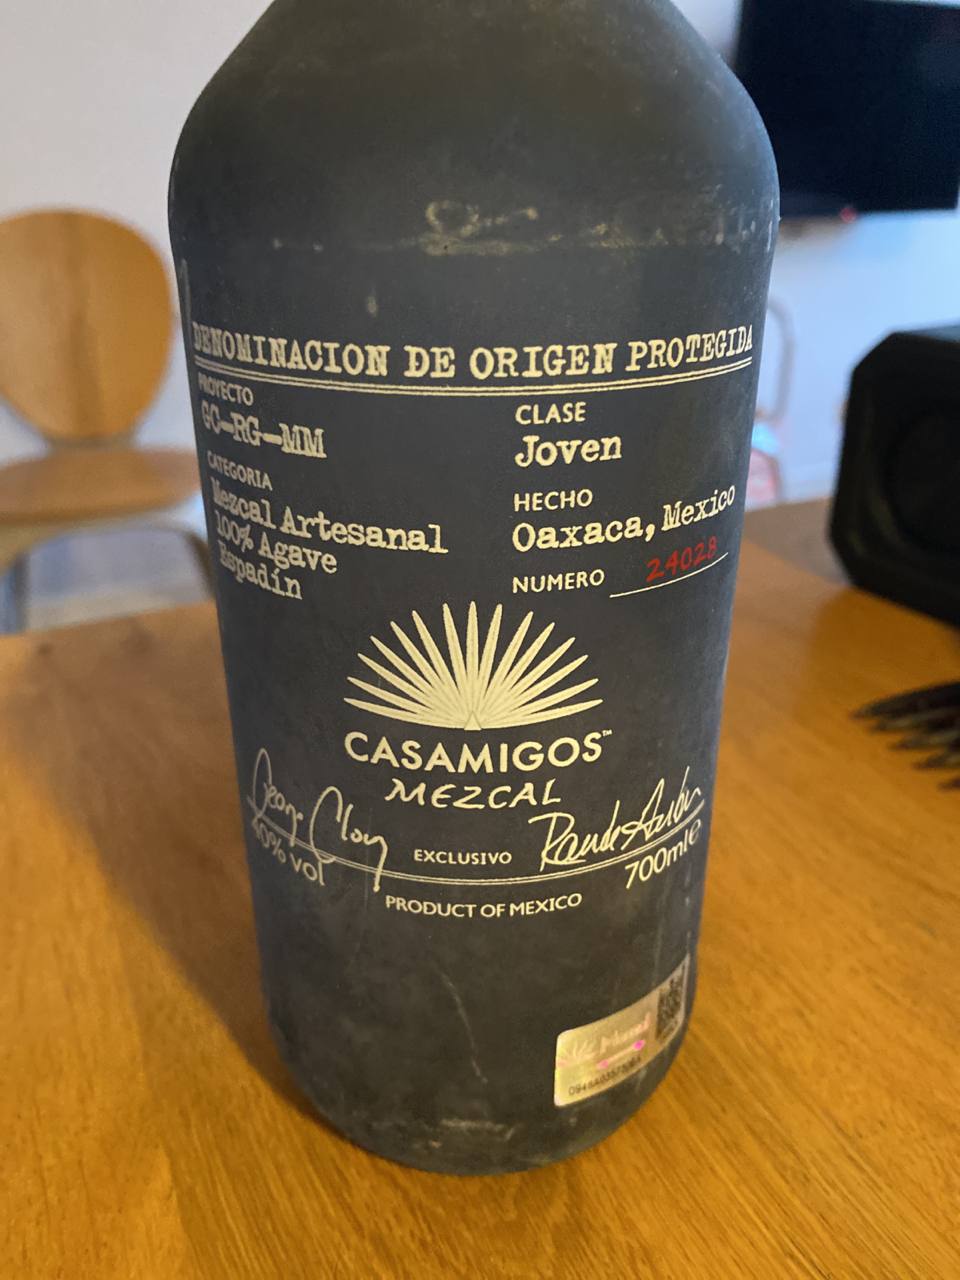 DENOMINACION DE ORIGEN PROTEGIDA
PROYECTO
GC-RG-MM
CATEGORIA
Mezcal Artesanal
100% Agave
Espadín
CLASE
Joven
HECHO
Oaxaca, Mexico
NUMERO 24028
CASAMIGOS™
MEZCAL
40% vol
EXCLUSIVO
700ml e
PRODUCT OF MEXICO